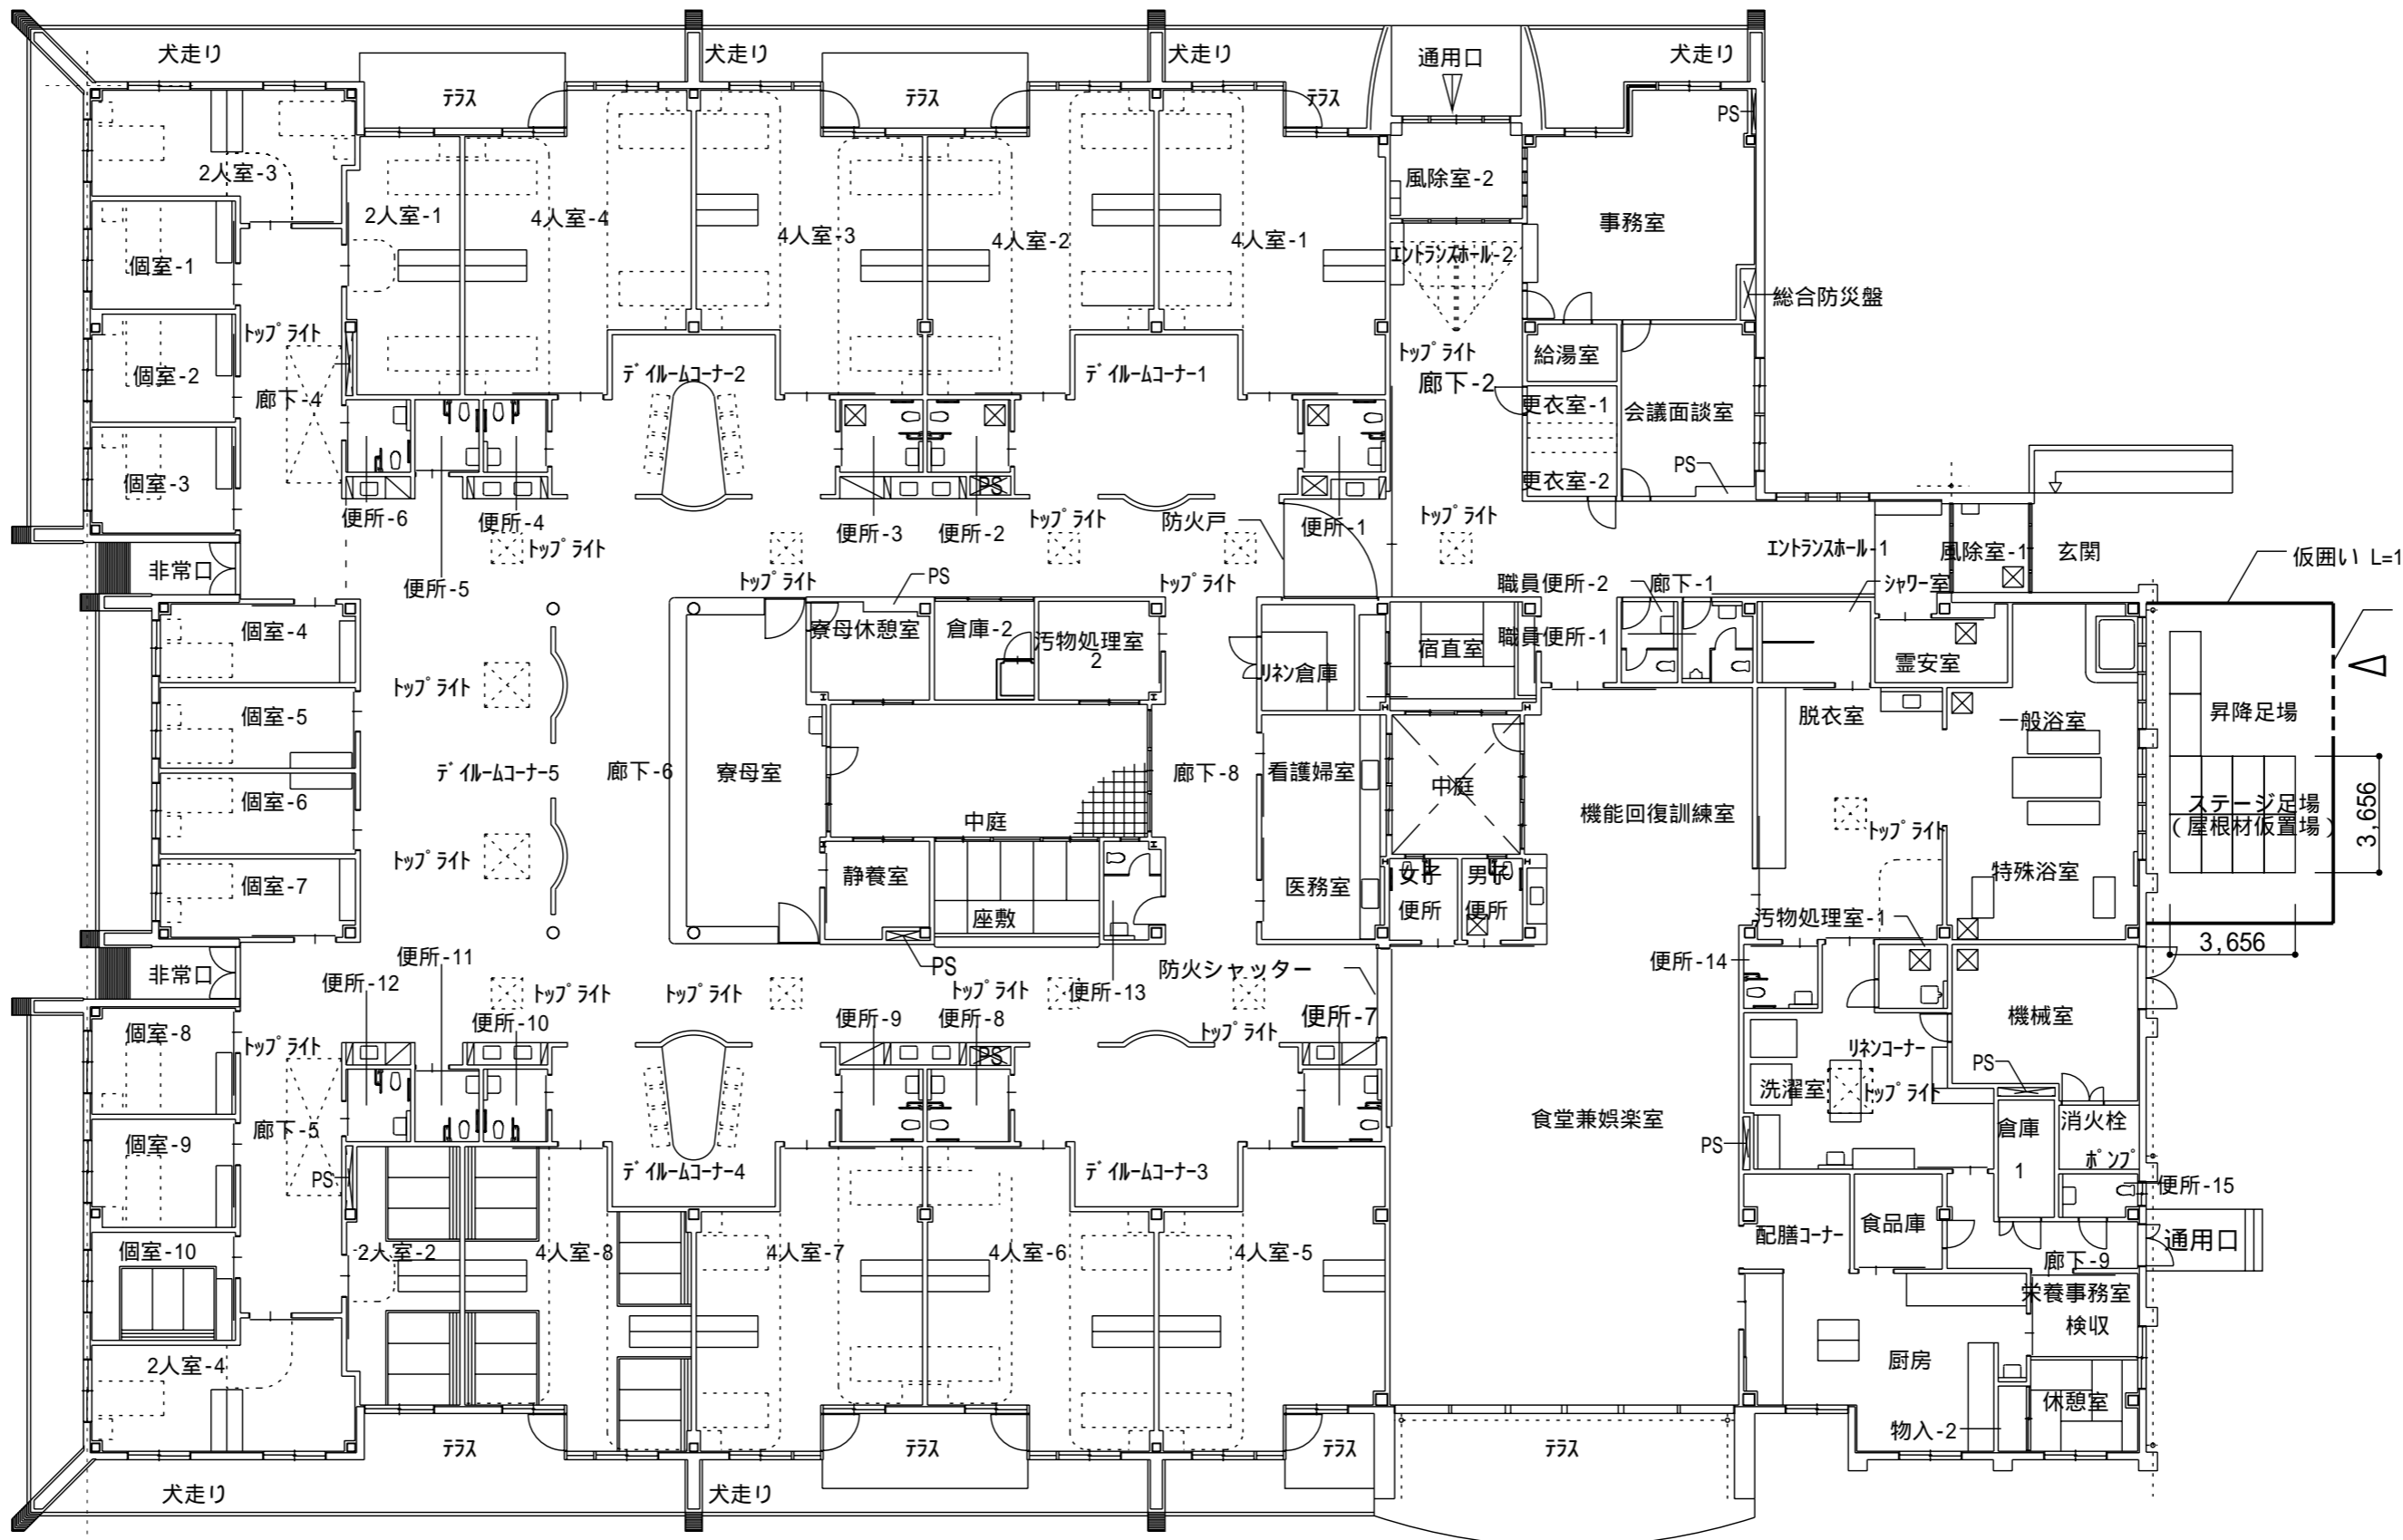 犬走り
犬走り
犬走り
通用口
犬走り
テラス
テラス
テラス
PS
2人室-3
風除室-2
2人室-1
4人室-4
4人室-3
4人室-2
4人室-1
事務室
エントランスホール-2
個室-1
総合防災盤
トップライト
トップライト
給湯室
個室-2
デイルームコーナー2
デイルームコーナー1
廊下-2
廊下-4
更衣室-1
会議面談室
PS
個室-3
更衣室-2
PS
便所-6
便所-4
便所-3
便所-2
トップライト
防火戸
便所-1
トップライト
トップライト
エントランスホール-1
風除室-1
玄関
仮囲い L=1
非常口
便所-5
トップライト
PS
トップライト
職員便所-2
廊下-1
シャワー室
個室-4
寮母休憩室
倉庫-2
汚物処理室
2
リネン倉庫
宿直室
職員便所-1
霊安室
トップライト
個室-5
脱衣室
一般浴室
昇降足場
デイルームコーナー5
廊下-6
寮母室
廊下-8
看護婦室
中庭
個室-6
機能回復訓練室
ステージ足場
(屋根材仮置場)
3,656
中庭
トップライト
トップライト
個室-7
静養室
医務室
女子
便所
男子
便所
特殊浴室
座敷
汚物処理室-1
3,656
便所-11
非常口
便所-12
PS
防火シャッター
便所-14
トップライト
トップライト
トップライト
便所-13
便所-10
便所-9
便所-8
トップライト
便所-7
機械室
個室-8
トップライト
PS
リネンコーナー
PS
洗濯室
トップライト
廊下-5
食堂兼娯楽室
個室-9
倉庫
1
消火栓
ポンプ
PS
PS
デイルームコーナー4
デイルームコーナー3
便所-15
配膳コーナー
食品庫
通用口
個室-10
2人室-2
4人室-8
4人室-7
4人室-6
4人室-5
廊下-9
栄養事務室
検収
2人室-4
厨房
休憩室
物入-2
テラス
テラス
テラス
テラス
犬走り
犬走り